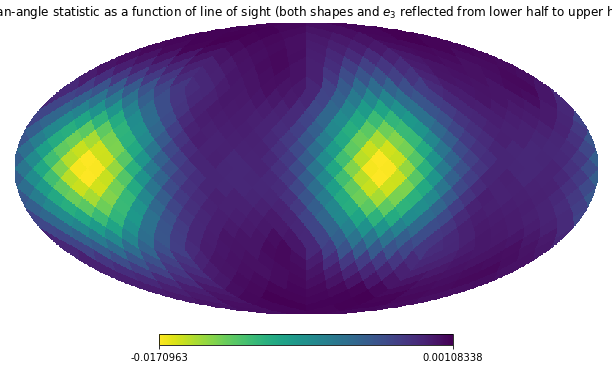 an-angle statistic as a function of line of sight (both shapes and e3 reflected from lower half to upper h
-0.0170963 0.00108338